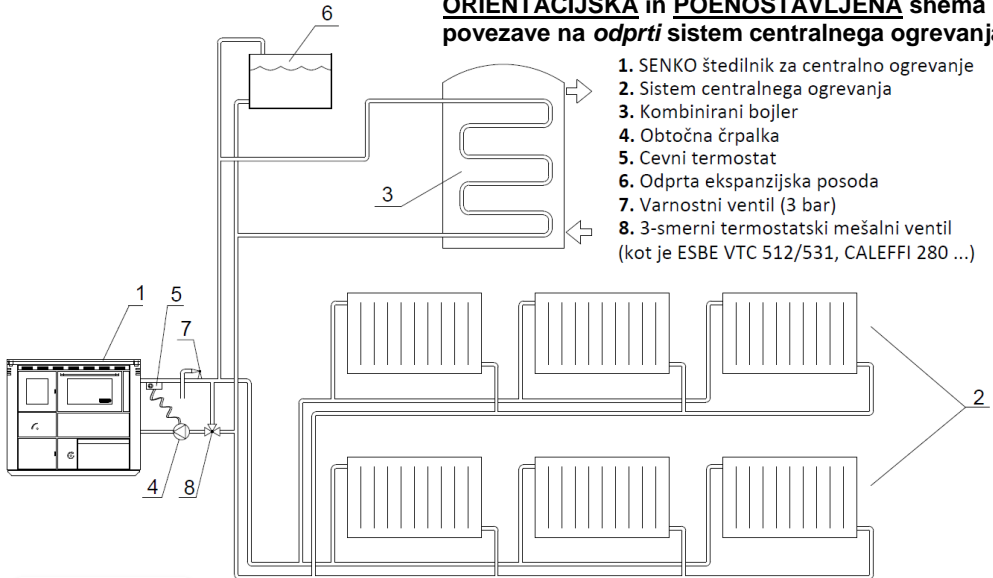 ORIENTACIJSKA in POENOSTAVLJENA shema
povezave na odprti sistem centralnega ogrevanja
1. SENKO štedilnik za centralno ogrevanje
2. Sistem centralnega ogrevanja
3. Kombinirani bojler
4. Obtočna črpalka
5. Cevni termostat
6. Odprta ekspanzijska posoda
7. Varnostni ventil (3 bar)
8. 3-smerni termostatski mešalni ventil
(kot je ESBE VTC 512/531, CALEFFI 280 ...)
6
3
1
5
7
2
4
8